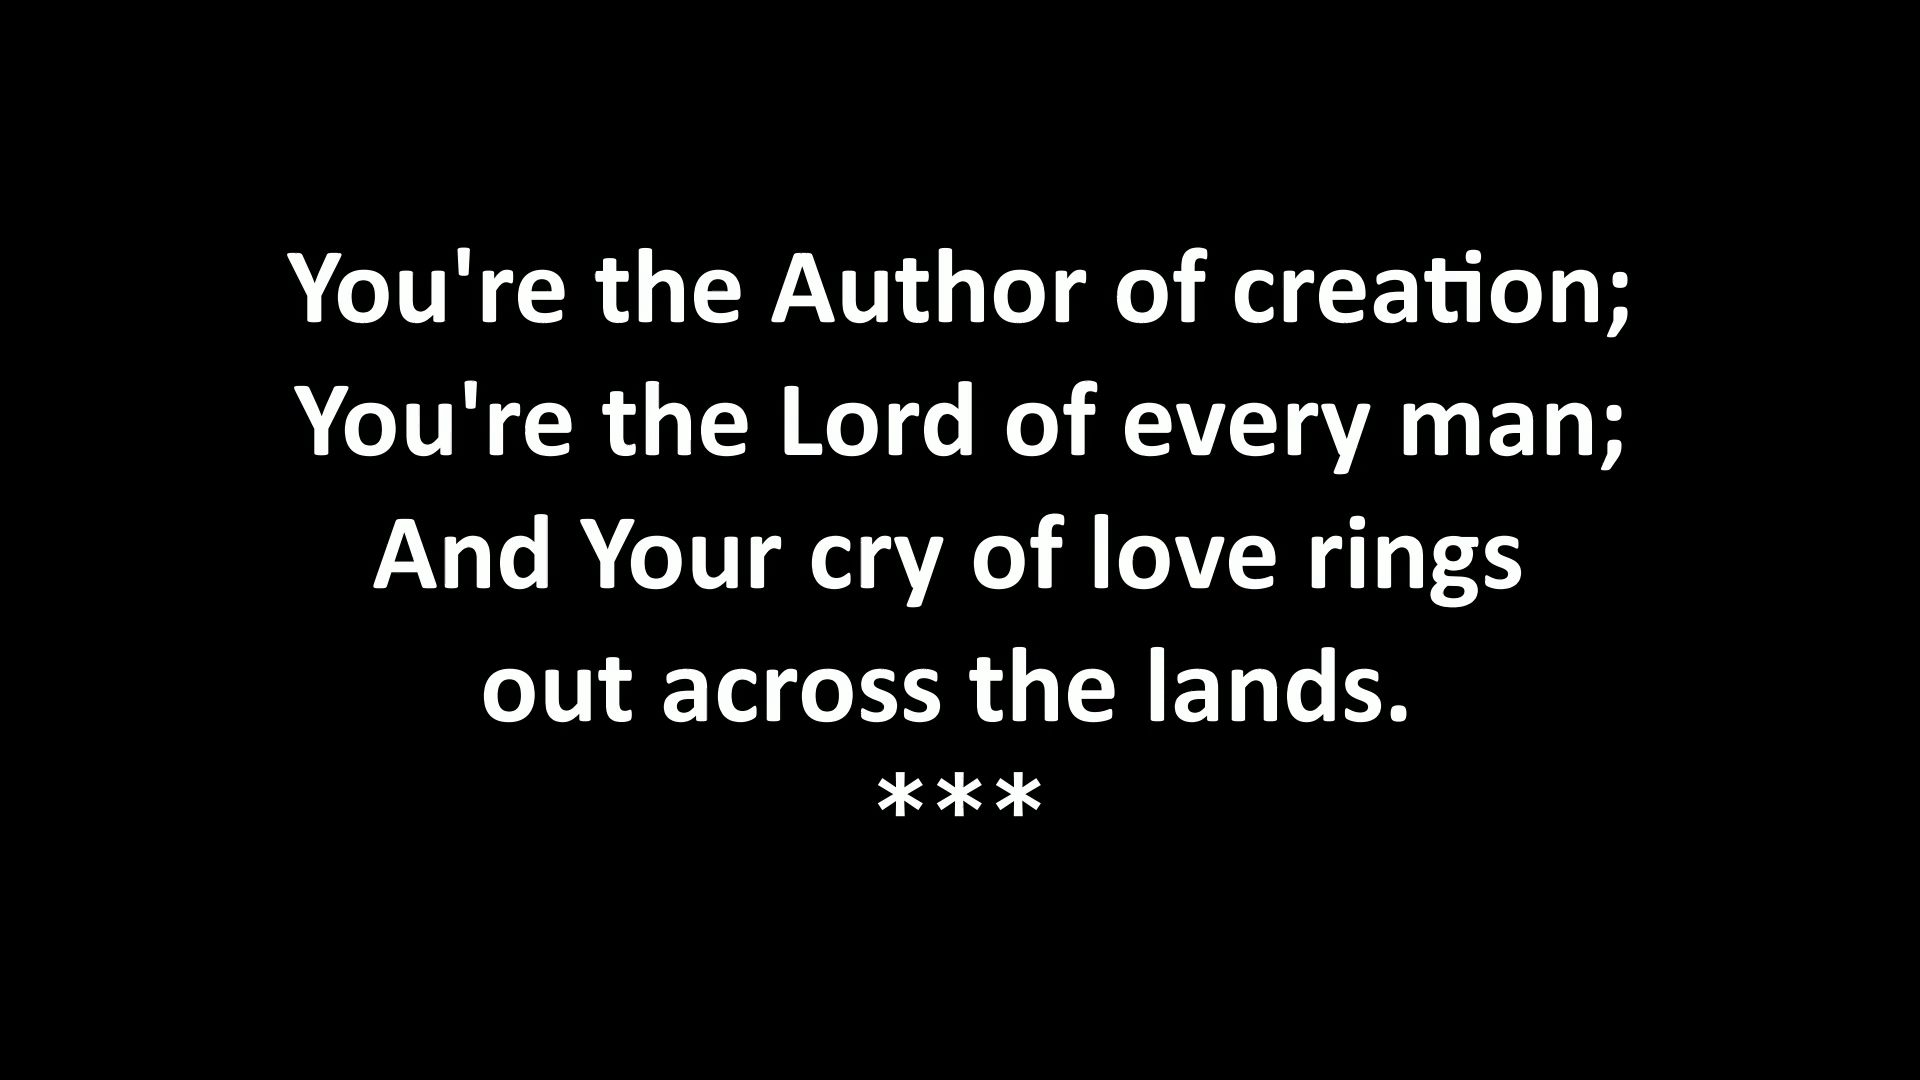 You're the Author of creation;
You're the Lord of every man;
And Your cry of love rings
out across the lands.
***